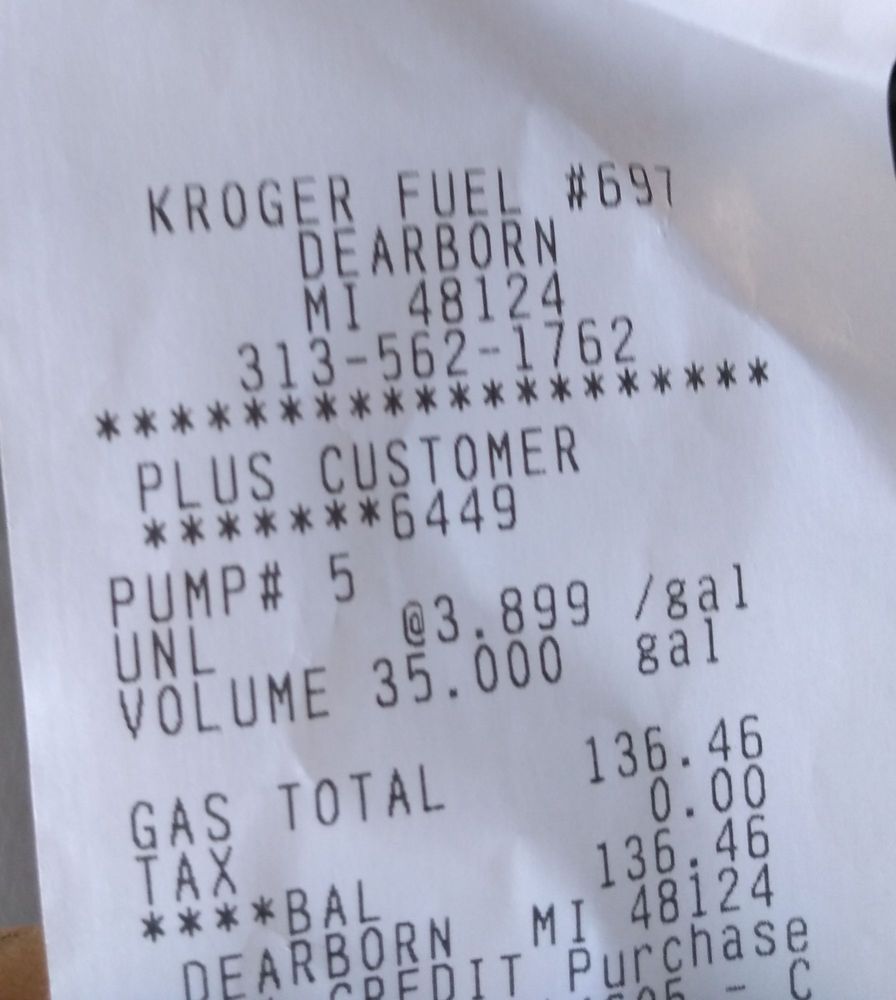 KROGER FUEL #697
DEARBORN
MI 48124
313-562-1762
*******************
PLUS CUSTOMER
*******6449
PUMP# 5
UNL @3.899 /gal
VOLUME 35.000 gal
GAS TOTAL 136.46
TAX 0.00
****BAL 136.46
DEARBORN MI 48124
CREDIT Purchase
- C